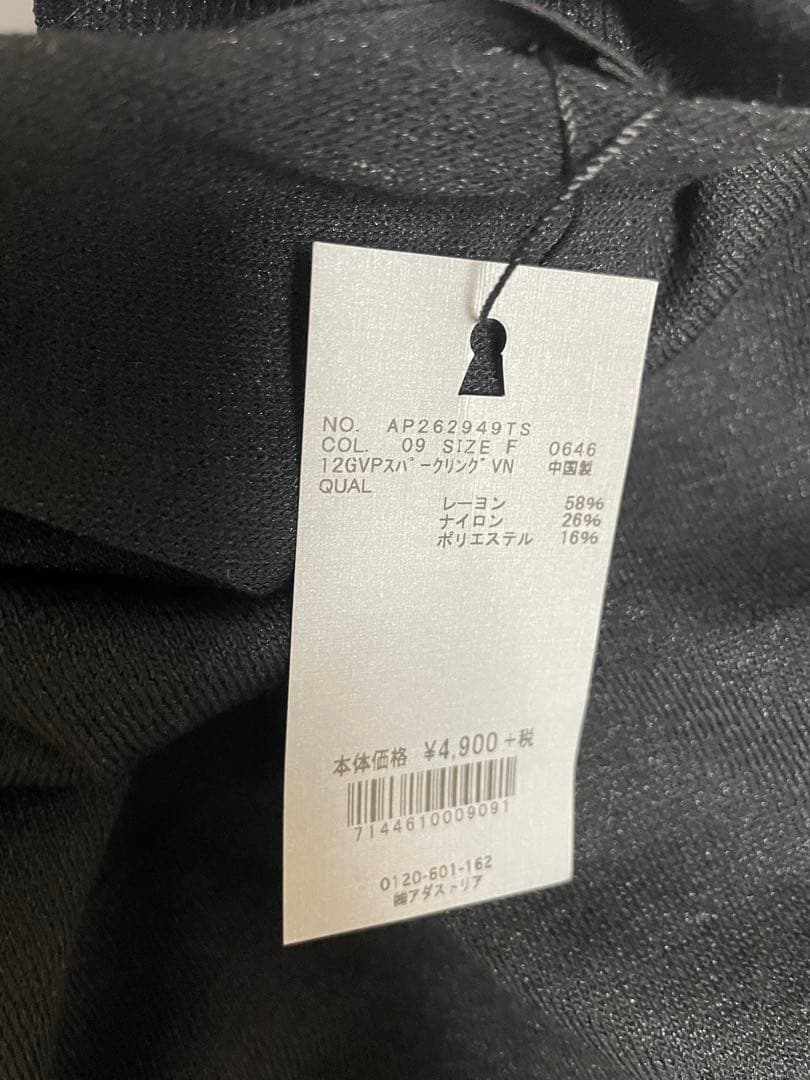 NO. AP262949TS
COL. 09 SIZE F 0646
12GVPスパークリングVN 中国製
QUAL
レーヨン 58%
ナイロン 26%
ポリエステル 16%
本体価格 ¥4,900+税
7144610009091
0120-601-162
㈱アダストリア